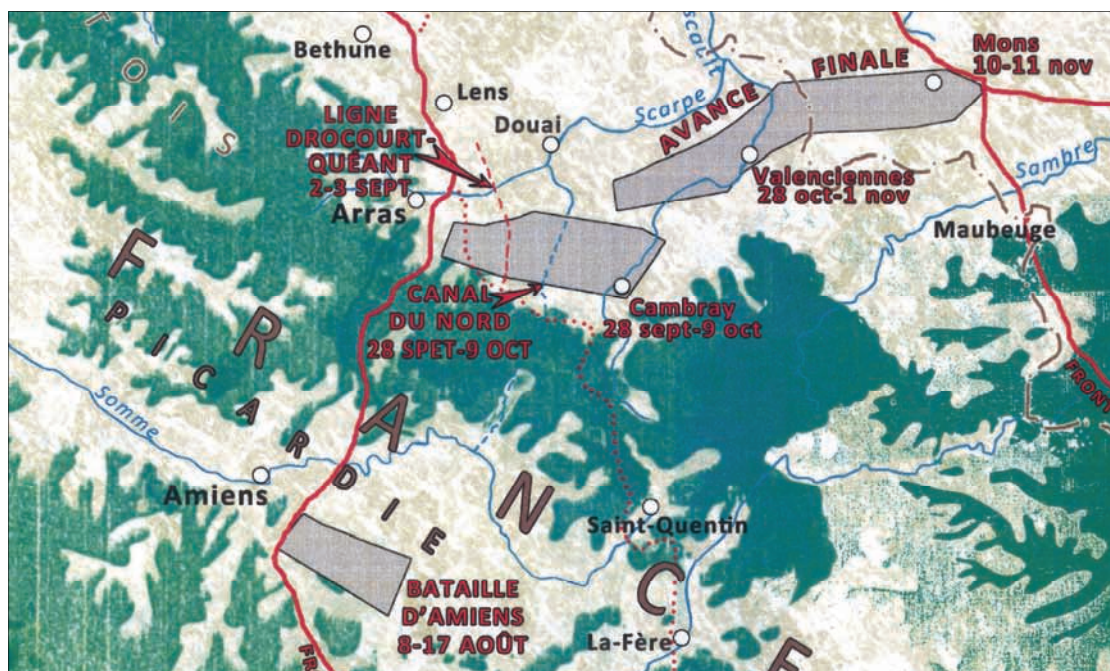 Bethune
Mons
10-11 nov
FINALE
AVANCE
Lens
Scarpe
Douai
LIGNE
DROCOURT-
QUÉANT
2-3 SEPT
Sambre
Valenciennes
28 oct-1 nov
Arras
Maubeuge
CANAL
DU NORD
28 SPET-9 OCT
Cambray
28 sept-9 oct
FRANCE
PICARDIE
Somme
Amiens
Saint-Quentin
BATAILLE
D'AMIENS
8-17 AOÛT
La-Fère